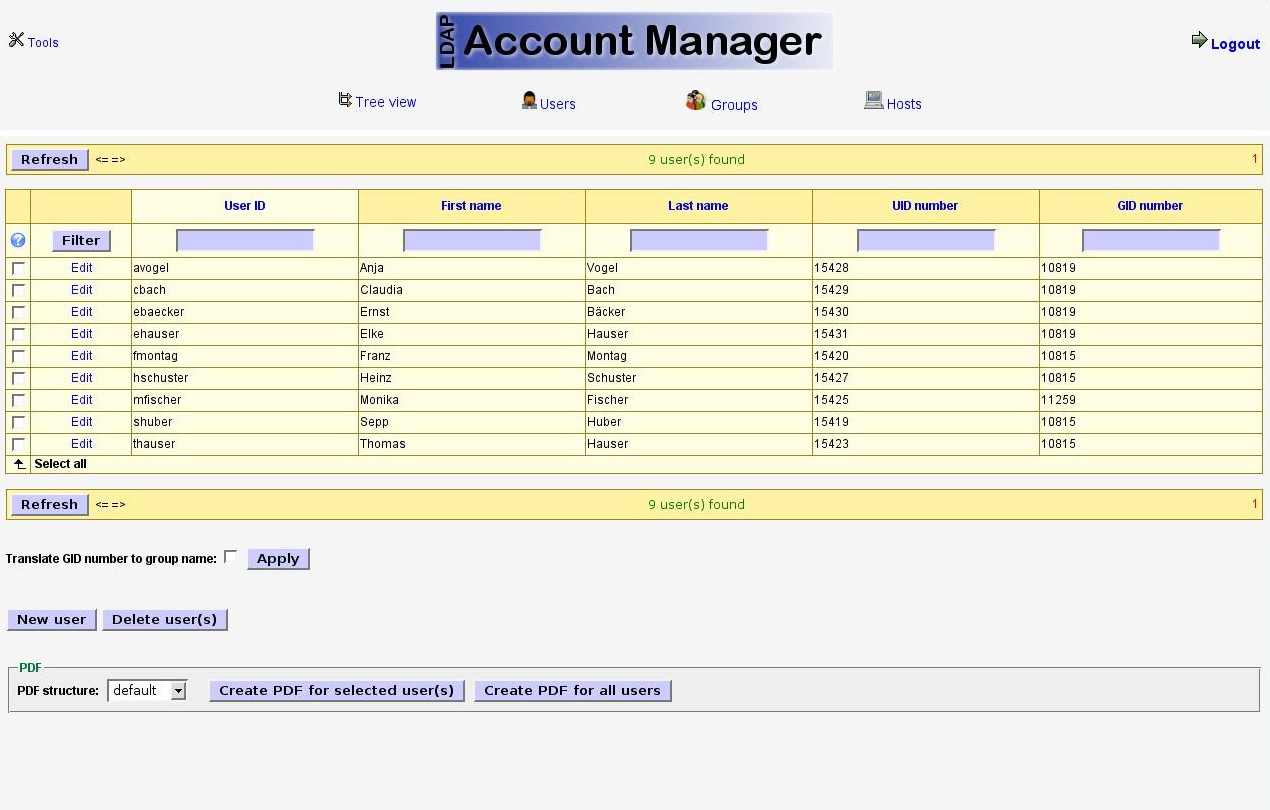 Tools
LDAP Account Manager
Logout
Tree view Users Groups Hosts
Refresh <= => 9 user(s) found 1
User ID First name Last name UID number GID number
? Filter
Edit avogel Anja Vogel 15428 10819
Edit cbach Claudia Bach 15429 10819
Edit ebaecker Ernst Bäcker 15430 10819
Edit ehauser Elke Hauser 15431 10819
Edit fmontag Franz Montag 15420 10815
Edit hschuster Heinz Schuster 15427 10815
Edit mfischer Monika Fischer 15425 11259
Edit shuber Sepp Huber 15419 10815
Edit thauser Thomas Hauser 15423 10815
Select all
Refresh <= => 9 user(s) found 1
Translate GID number to group name: Apply
New user Delete user(s)
PDF
PDF structure: default Create PDF for selected user(s) Create PDF for all users